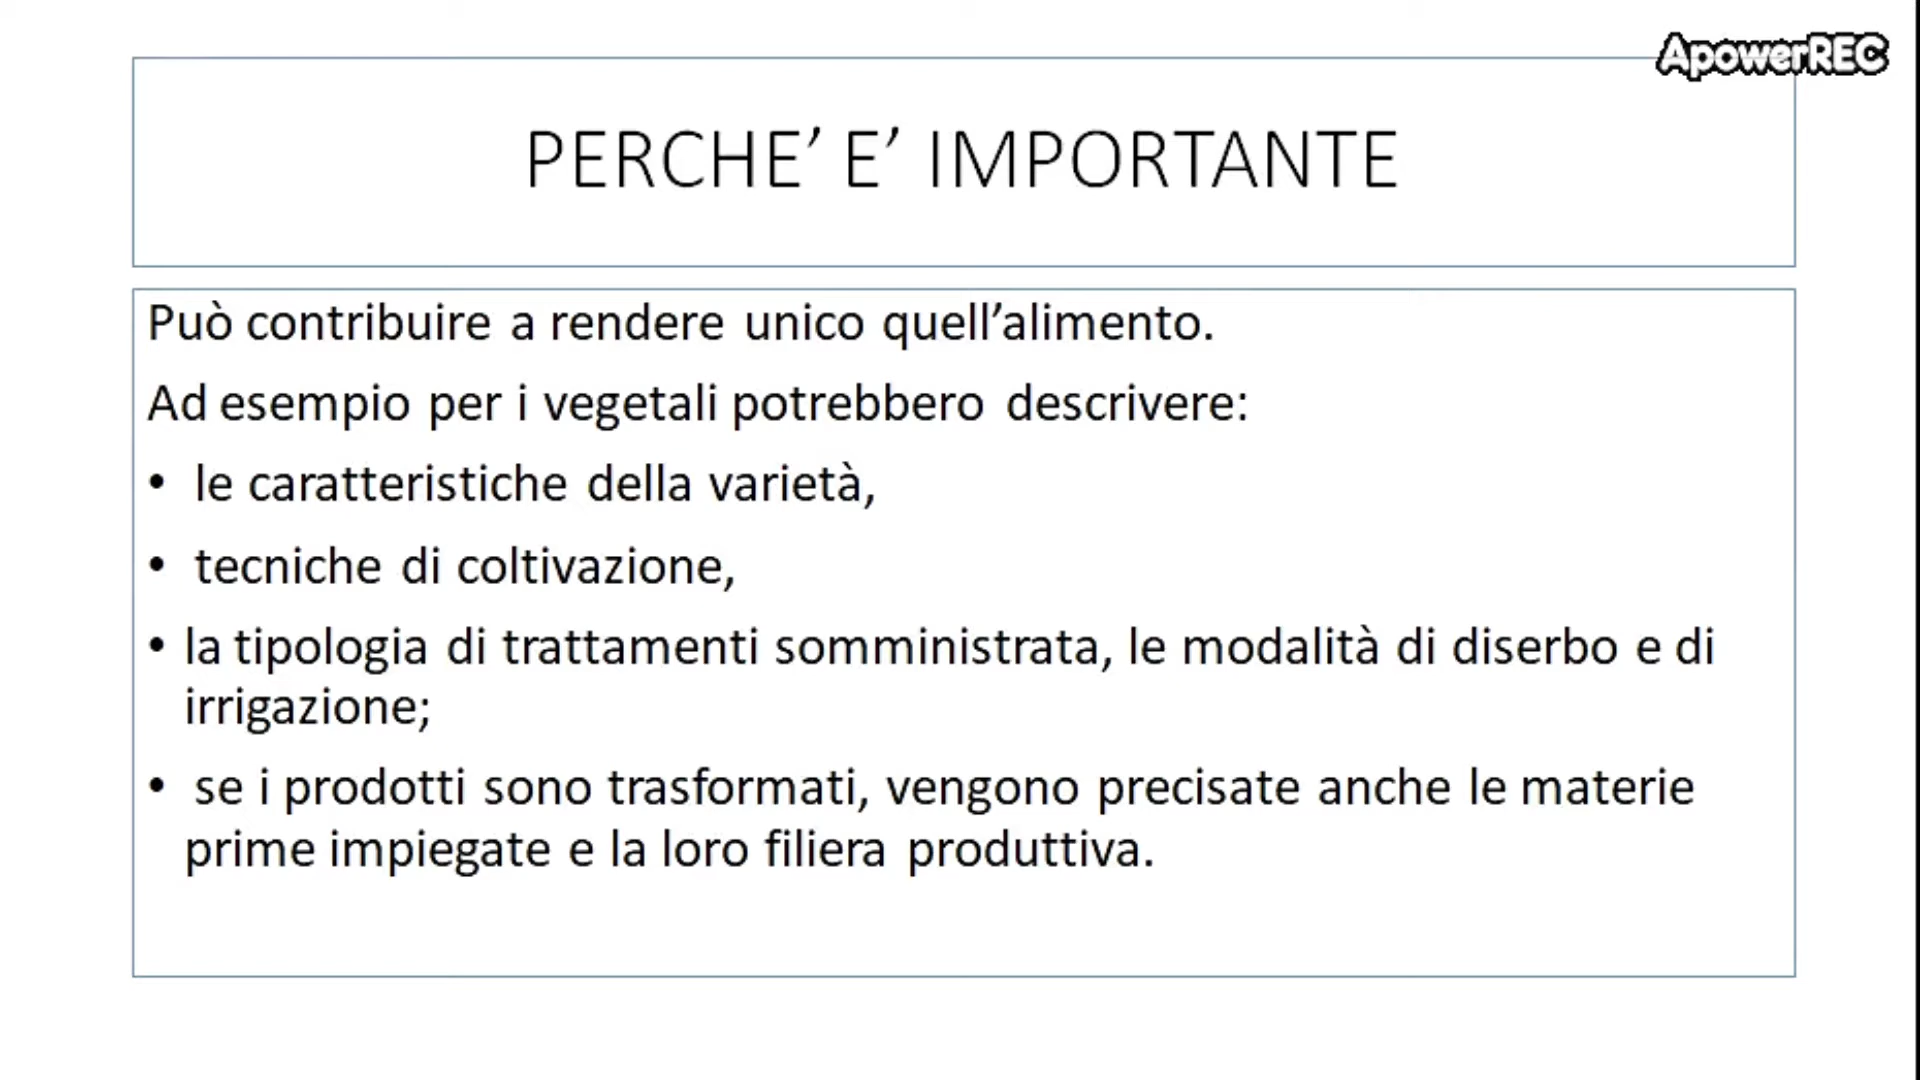 ApowerREC
PERCHE’ E’ IMPORTANTE
Può contribuire a rendere unico quell’alimento.
Ad esempio per i vegetali potrebbero descrivere:
• le caratteristiche della varietà,
• tecniche di coltivazione,
• la tipologia di trattamenti somministrata, le modalità di diserbo e di
irrigazione;
• se i prodotti sono trasformati, vengono precisate anche le materie
prime impiegate e la loro filiera produttiva.